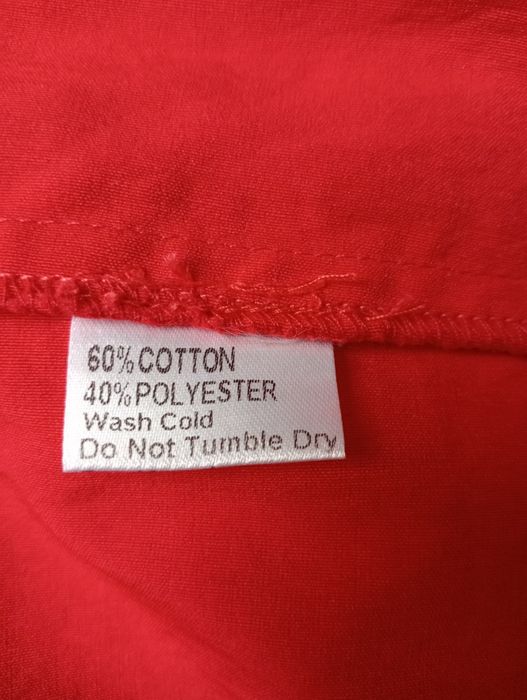 60% COTTON
40% POLYESTER
Wash Cold
Do Not Tumble Dry